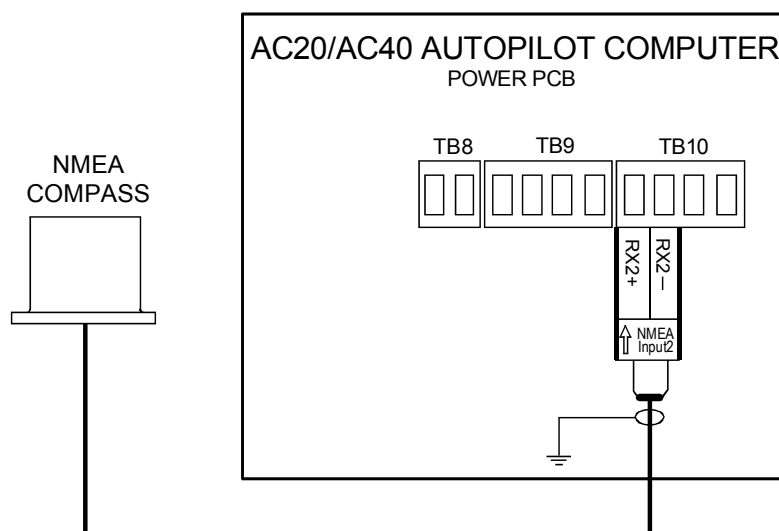 AC20/AC40 AUTOPILOT COMPUTER
POWER PCB
TB8
TB9
TB10
NMEA
COMPASS
RX2+
RX2–
NMEA
Input2